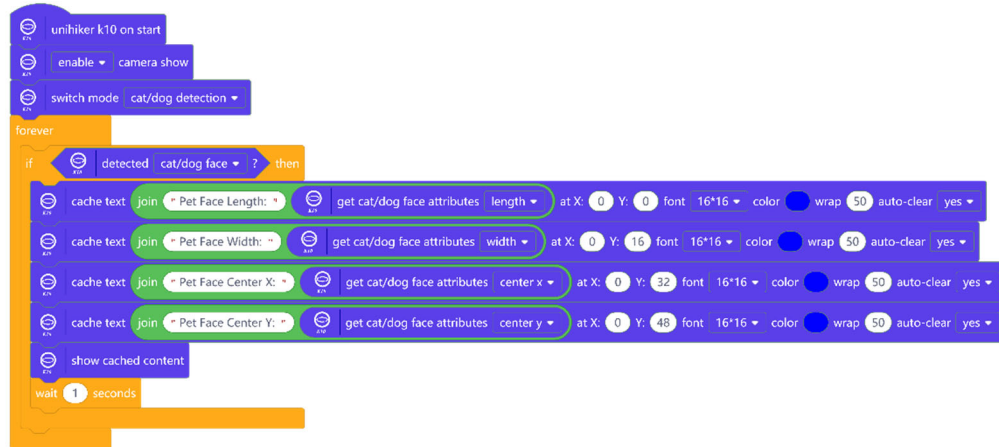 unihiker k10 on start
enable camera show
switch mode cat/dog detection
forever
if detected cat/dog face ? then
cache text join " Pet Face Length: " get cat/dog face attributes length at X: 0 Y: 0 font 16*16 color wrap 50 auto-clear yes
cache text join " Pet Face Width: " get cat/dog face attributes width at X: 0 Y: 16 font 16*16 color wrap 50 auto-clear yes
cache text join " Pet Face Center X: " get cat/dog face attributes center x at X: 0 Y: 32 font 16*16 color wrap 50 auto-clear yes
cache text join " Pet Face Center Y: " get cat/dog face attributes center y at X: 0 Y: 48 font 16*16 color wrap 50 auto-clear yes
show cached content
wait 1 seconds